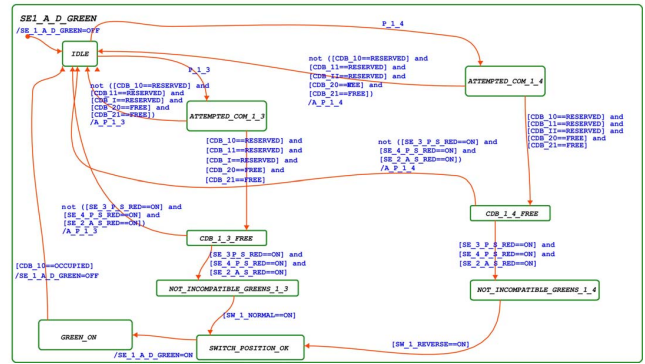 SE1_A_D_GREEN
/SE_1_A_D_GREEN=OFF
IDLE
P_1_4
P_1_3
not ([CDB_10==RESERVED] and
[CDB_11==RESERVED] and
[CDB_II==RESERVED] and
[CDB_20==FREE] and
[CDB_21==FREE])
/A_P_1_4
ATTEMPTED_COM_1_4
not ([CDB_10==RESERVED] and
[CDB_11==RESERVED] and
[CDB_I==RESERVED] and
[CDB_20==FREE] and
[CDB_21==FREE])
/A_P_1_3
ATTEMPTED_COM_1_3
[CDB_10==RESERVED] and
[CDB_11==RESERVED] and
[CDB_II==RESERVED] and
[CDB_20==FREE] and
[CDB_21==FREE]
[CDB_10==RESERVED] and
[CDB_11==RESERVED] and
[CDB_I==RESERVED] and
[CDB_20==FREE] and
[CDB_21==FREE]
not ([SE_3_P_S_RED==ON] and
[SE_4_P_S_RED==ON] and
[SE_2_A_S_RED==ON])
/A_P_1_4
not ([SE_3_P_S_RED==ON] and
[SE_4_P_S_RED==ON] and
[SE_2_A_S_RED==ON])
/A_P_1_3
CDB_1_4_FREE
CDB_1_3_FREE
[SE_3_P_S_RED==ON] and
[SE_4_P_S_RED==ON] and
[SE_2_A_S_RED==ON]
[SE_3P_S_RED==ON] and
[SE_4_P_S_RED==ON] and
[SE_2_A_S_RED==ON]
[CDB_10==OCCUPIED]
/SE_1_A_D_GREEN=OFF
NOT_INCOMPATIBLE_GREENS_1_3
NOT_INCOMPATIBLE_GREENS_1_4
[SW_1_NORMAL==ON]
GREEN_ON
SWITCH_POSITION_OK
[SW_1_REVERSE==ON]
/SE_1_A_D_GREEN=ON